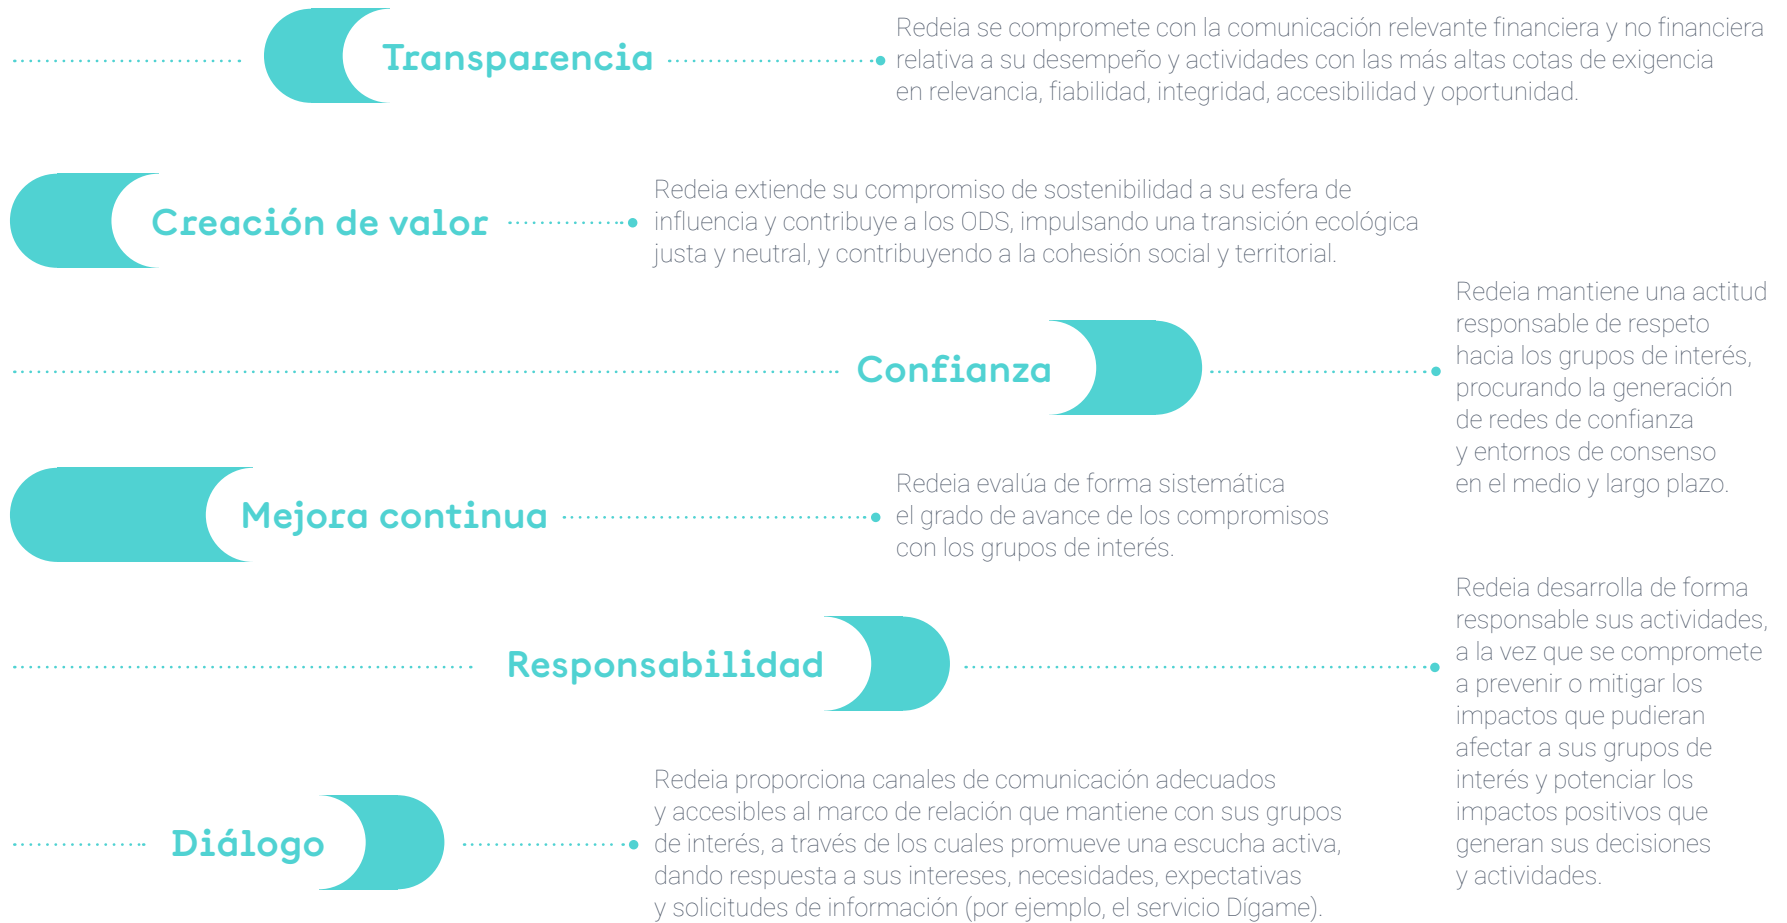 Transparencia
Redeia se compromete con la comunicación relevante financiera y no financiera
relativa a su desempeño y actividades con las más altas cotas de exigencia
en relevancia, fiabilidad, integridad, accesibilidad y oportunidad.
Creación de valor
Redeia extiende su compromiso de sostenibilidad a su esfera de
influencia y contribuye a los ODS, impulsando una transición ecológica
justa y neutral, y contribuyendo a la cohesión social y territorial.
Confianza
Redeia mantiene una actitud
responsable de respeto
hacia los grupos de interés,
procurando la generación
de redes de confianza
y entornos de consenso
en el medio y largo plazo.
Mejora continua
Redeia evalúa de forma sistemática
el grado de avance de los compromisos
con los grupos de interés.
Responsabilidad
Redeia desarrolla de forma
responsable sus actividades,
a la vez que se compromete
a prevenir o mitigar los
impactos que pudieran
afectar a sus grupos de
interés y potenciar los
impactos positivos que
generan sus decisiones
y actividades.
Diálogo
Redeia proporciona canales de comunicación adecuados
y accesibles al marco de relación que mantiene con sus grupos
de interés, a través de los cuales promueve una escucha activa,
dando respuesta a sus intereses, necesidades, expectativas
y solicitudes de información (por ejemplo, el servicio Dígame).